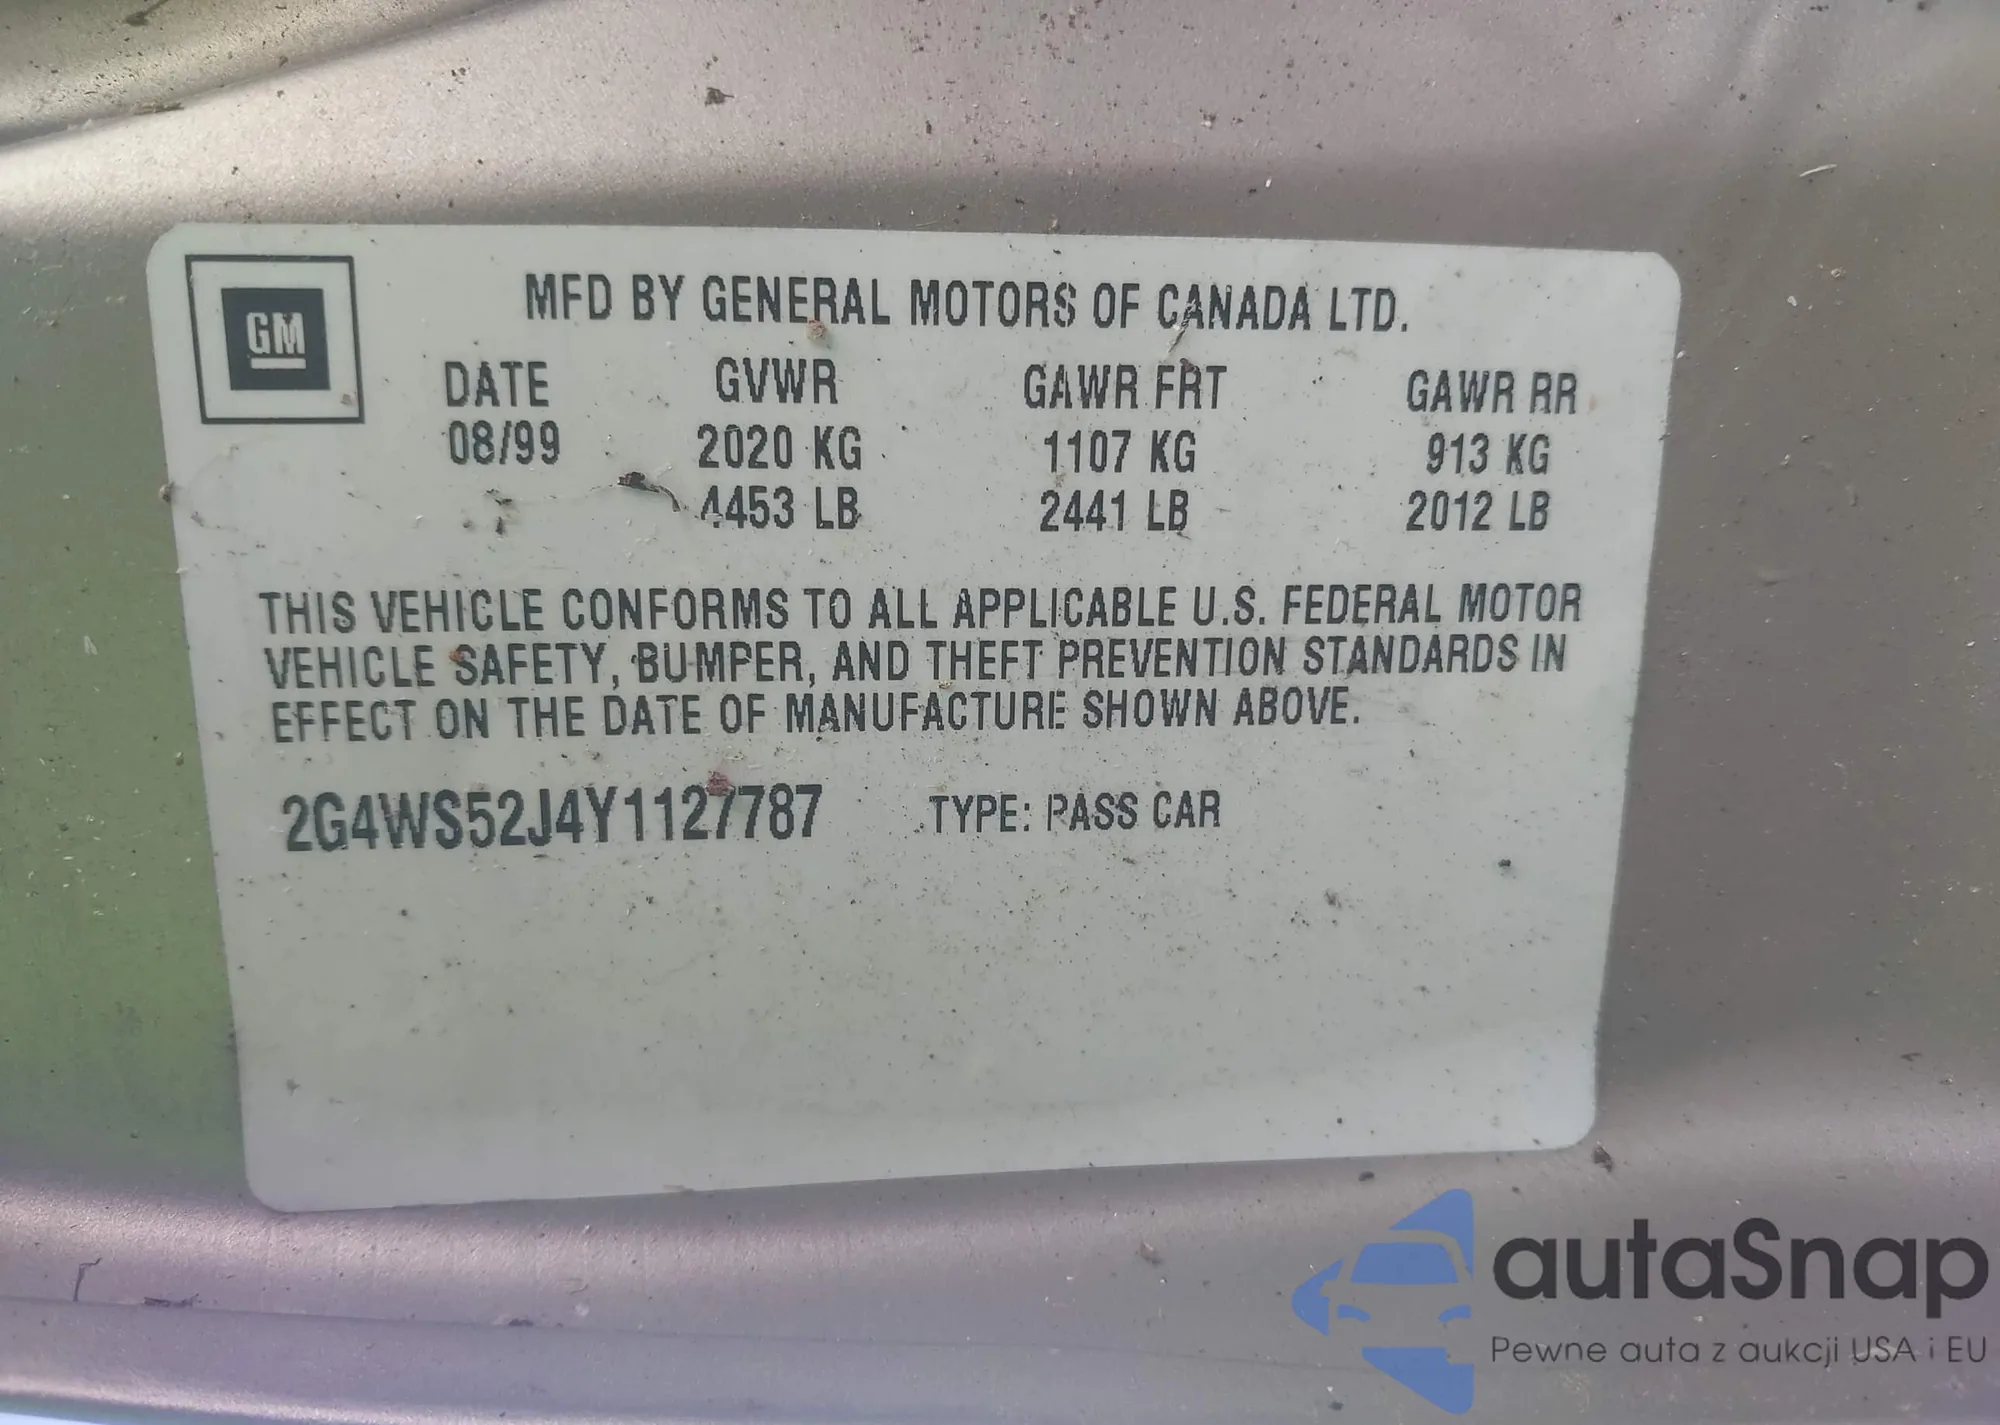 GM
MFD BY GENERAL MOTORS OF CANADA LTD.
DATE GVWR GAWR FRT GAWR RR
08/99 2020 KG 1107 KG 913 KG
4453 LB 2441 LB 2012 LB
THIS VEHICLE CONFORMS TO ALL APPLICABLE U.S. FEDERAL MOTOR
VEHICLE SAFETY, BUMPER, AND THEFT PREVENTION STANDARDS IN
EFFECT ON THE DATE OF MANUFACTURE SHOWN ABOVE.
2G4WS52J4Y1127787 TYPE: PASS CAR
autaSnap
Pewne auta z aukcji USA i EU